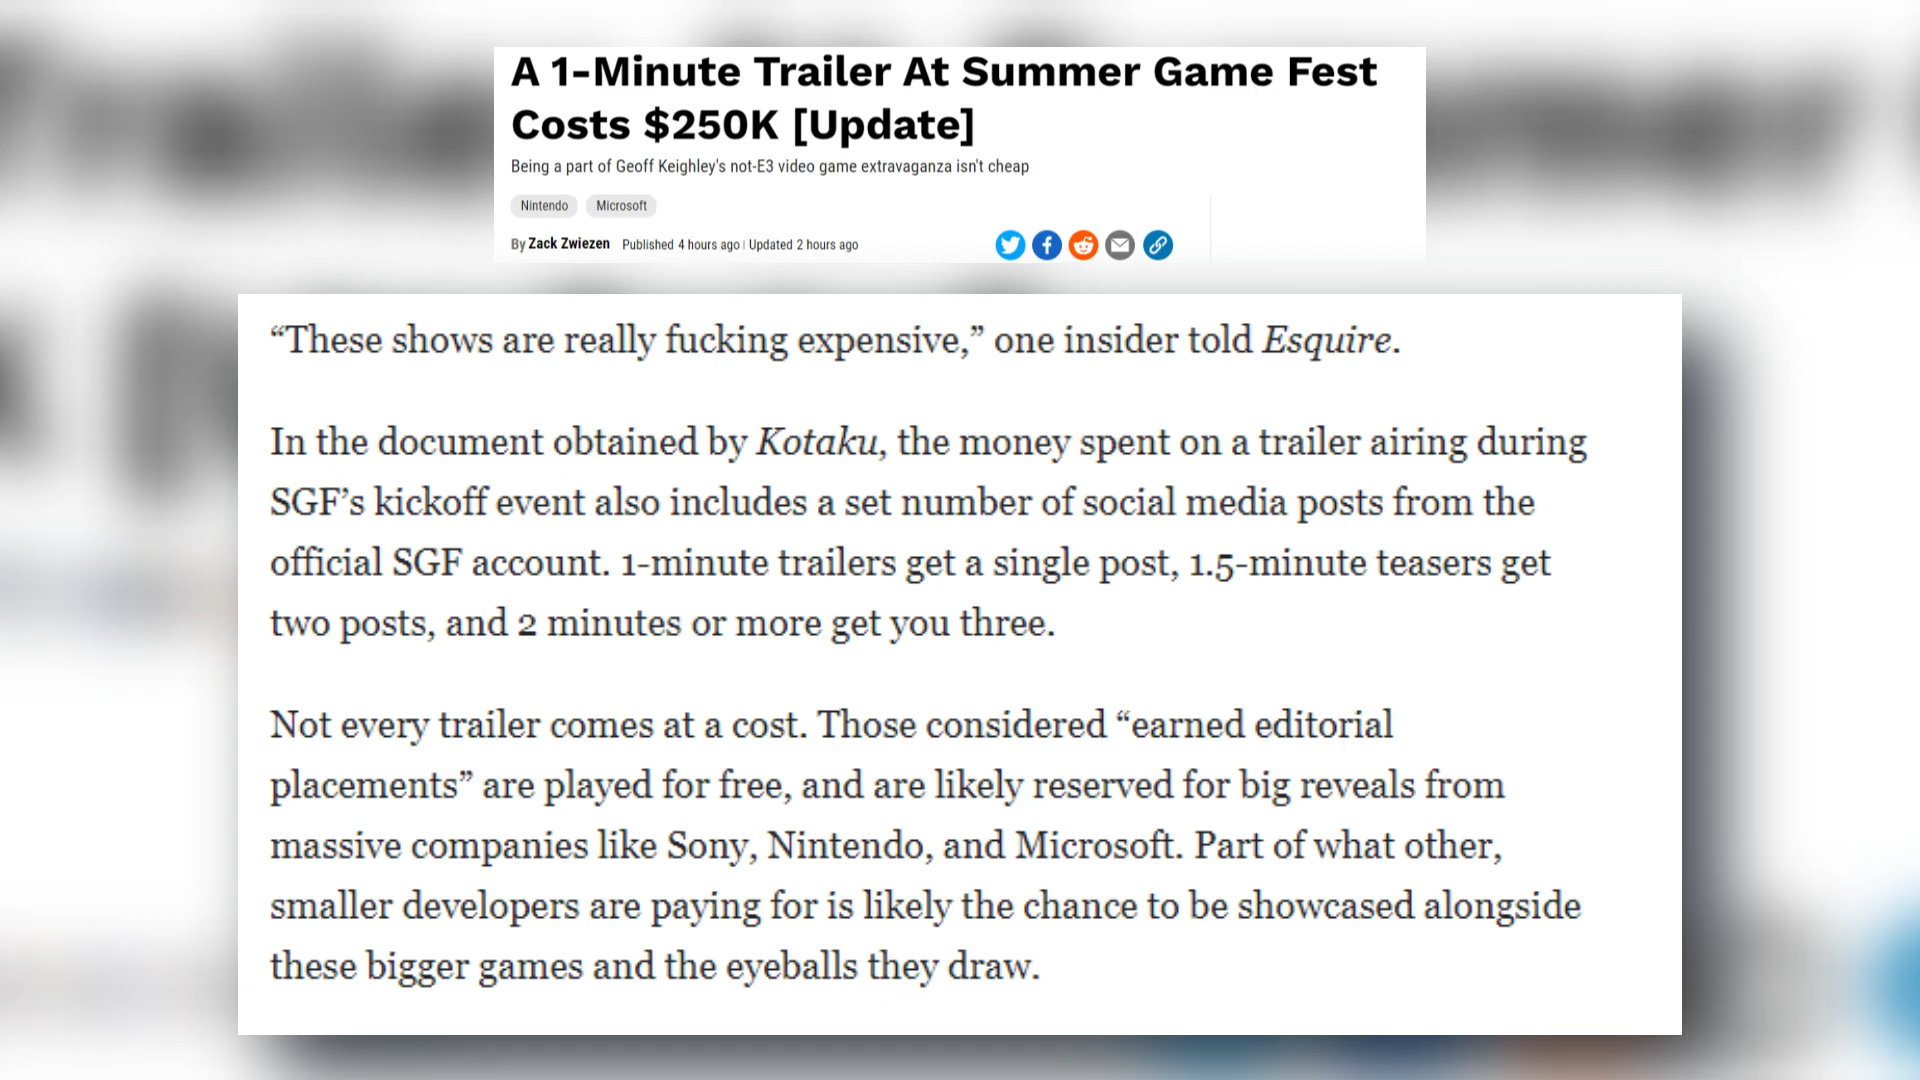 A 1-Minute Trailer At Summer Game Fest
Costs $250K [Update]
Being a part of Geoff Keighley's not-E3 video game extravaganza isn't cheap
Nintendo Microsoft
By Zack Zwiezen Published 4 hours ago | Updated 2 hours ago
“These shows are really fucking expensive,” one insider told Esquire.
In the document obtained by Kotaku, the money spent on a trailer airing during
SGF’s kickoff event also includes a set number of social media posts from the
official SGF account. 1-minute trailers get a single post, 1.5-minute teasers get
two posts, and 2 minutes or more get you three.
Not every trailer comes at a cost. Those considered “earned editorial
placements” are played for free, and are likely reserved for big reveals from
massive companies like Sony, Nintendo, and Microsoft. Part of what other,
smaller developers are paying for is likely the chance to be showcased alongside
these bigger games and the eyeballs they draw.